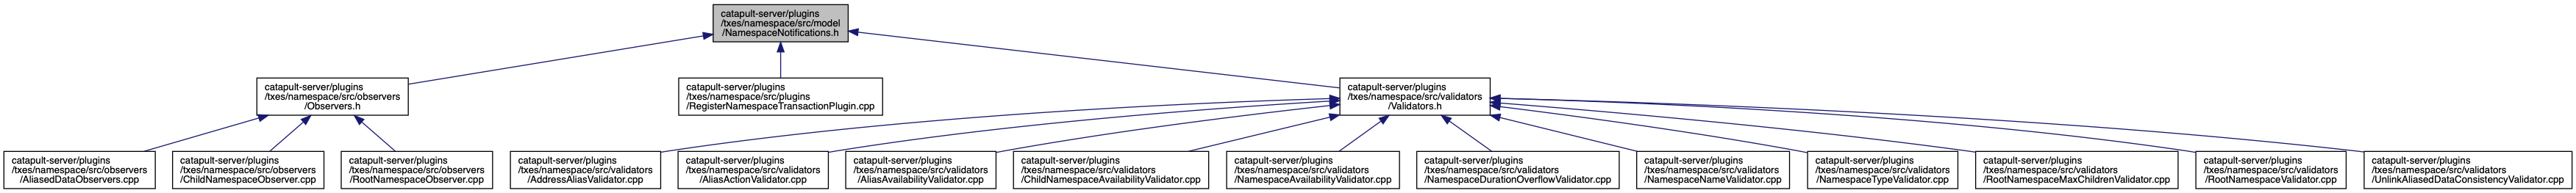 catapult-server/plugins
/txes/namespace/src/model
/NamespaceNotifications.h
catapult-server/plugins
/txes/namespace/src/observers
/Observers.h
catapult-server/plugins
/txes/namespace/src/plugins
/RegisterNamespaceTransactionPlugin.cpp
catapult-server/plugins
/txes/namespace/src/validators
/Validators.h
catapult-server/plugins
/txes/namespace/src/observers
/AliasedDataObservers.cpp
catapult-server/plugins
/txes/namespace/src/observers
/ChildNamespaceObserver.cpp
catapult-server/plugins
/txes/namespace/src/observers
/RootNamespaceObserver.cpp
catapult-server/plugins
/txes/namespace/src/validators
/AddressAliasValidator.cpp
catapult-server/plugins
/txes/namespace/src/validators
/AliasActionValidator.cpp
catapult-server/plugins
/txes/namespace/src/validators
/AliasAvailabilityValidator.cpp
catapult-server/plugins
/txes/namespace/src/validators
/ChildNamespaceAvailabilityValidator.cpp
catapult-server/plugins
/txes/namespace/src/validators
/NamespaceAvailabilityValidator.cpp
catapult-server/plugins
/txes/namespace/src/validators
/NamespaceDurationOverflowValidator.cpp
catapult-server/plugins
/txes/namespace/src/validators
/NamespaceNameValidator.cpp
catapult-server/plugins
/txes/namespace/src/validators
/NamespaceTypeValidator.cpp
catapult-server/plugins
/txes/namespace/src/validators
/RootNamespaceMaxChildrenValidator.cpp
catapult-server/plugins
/txes/namespace/src/validators
/RootNamespaceValidator.cpp
catapult-server/plugins
/txes/namespace/src/validators
/UnlinkAliasedDataConsistencyValidator.cpp